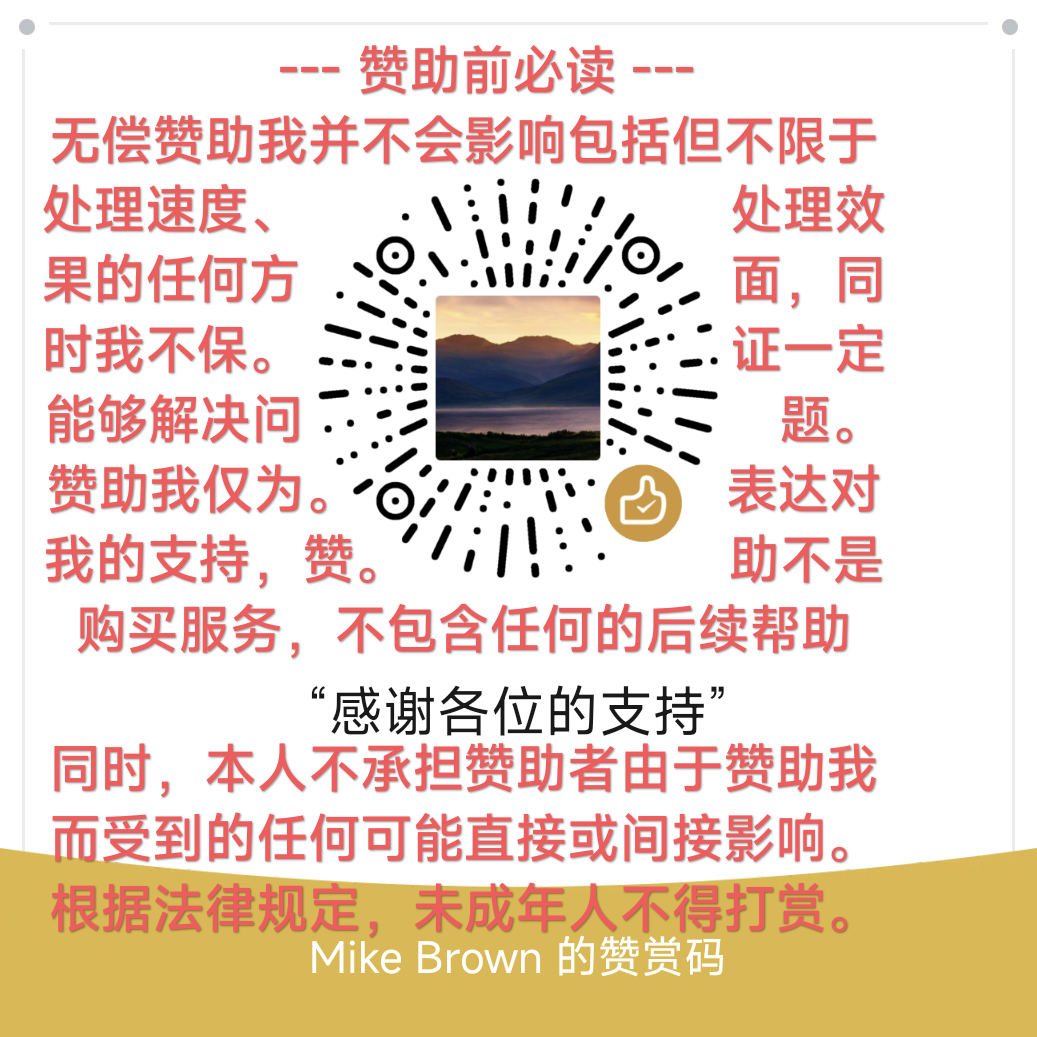 --- 赞助前必读 ---
无偿赞助我并不会影响包括但不限于
处理速度、 处理效
果的任何方 面，同
时我不保。 证一定
能够解决问 题。
赞助我仅为。 表达对
我的支持，赞。 助不是
购买服务，不包含任何的后续帮助
“感谢各位的支持”
同时，本人不承担赞助者由于赞助我
而受到的任何可能直接或间接影响。
根据法律规定，未成年人不得打赏。
Mike Brown 的赞赏码